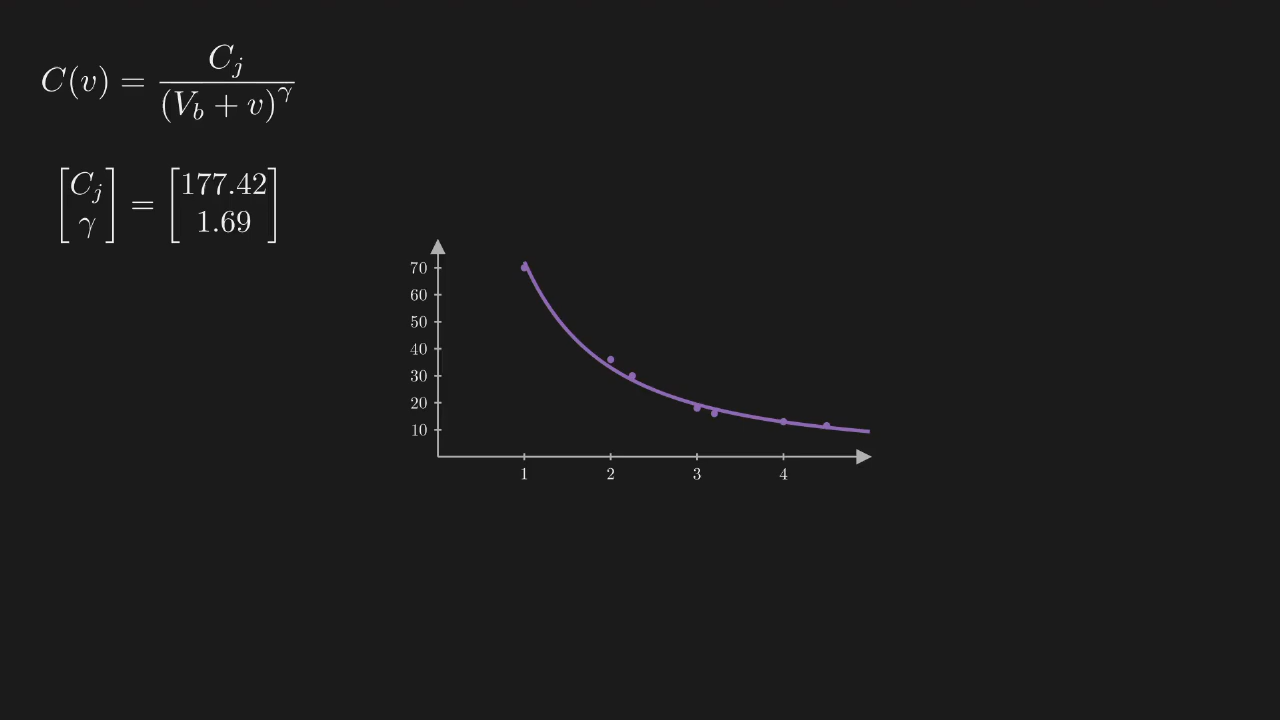 C(v) = C_j / (V_b + v)^γ
[C_j γ] = [177.42 1.69]
70
60
50
40
30
20
10
1 2 3 4